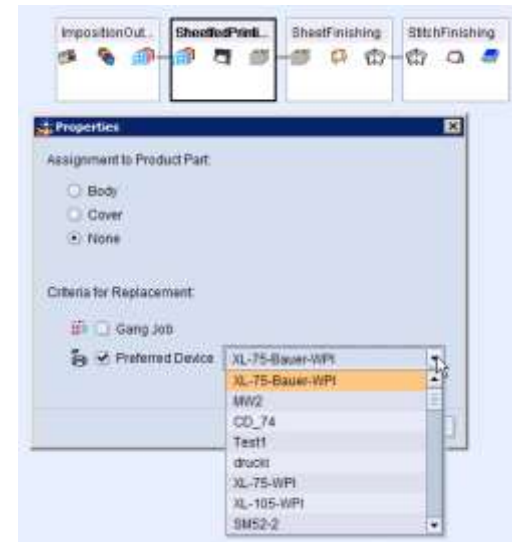 ImpositionOut...
SheetfedPrinti...
SheetFinishing
StitchFinishing
Properties
Assignment to Product Part:
Body
Cover
None
Criteria for Replacement:
Gang Job
Preferred Device
XL-75-Bauer-WPI
XL-75-Bauer-WPI
MW2
CD_74
Test1
drucki
XL-75-WPI
XL-105-WPI
SM52-2